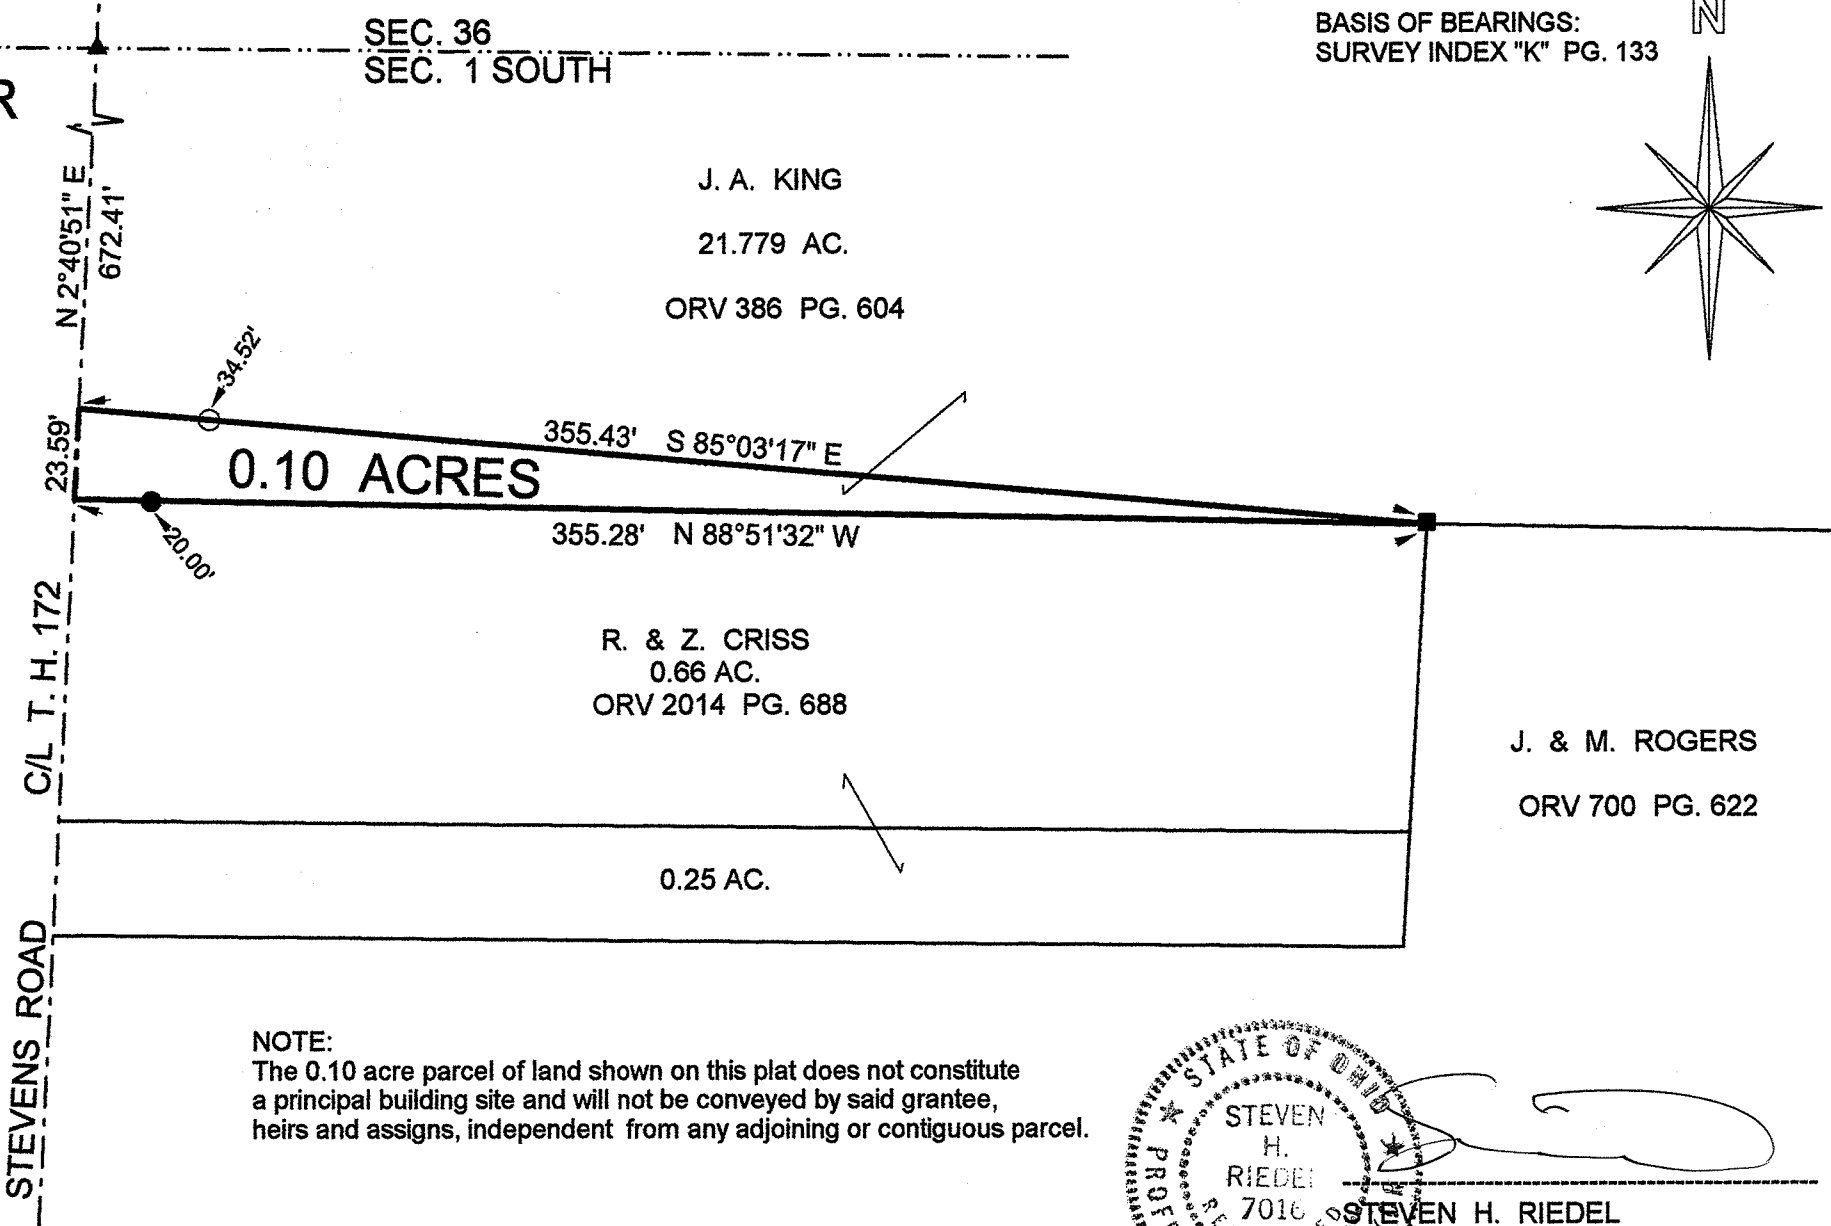 SEC. 36
SEC. 1 SOUTH
BASIS OF BEARINGS:
SURVEY INDEX "K" PG. 133
N
R
N 2°40'51" E
672.41'
J. A. KING
21.779 AC.
ORV 386 PG. 604
34.52'
23.59'
355.43' S 85°03'17" E
0.10 ACRES
355.28' N 88°51'32" W
20.00'
R. & Z. CRISS
0.66 AC.
ORV 2014 PG. 688
J. & M. ROGERS
ORV 700 PG. 622
0.25 AC.
C/L T. H. 172
STEVENS ROAD
NOTE:
The 0.10 acre parcel of land shown on this plat does not constitute
a principal building site and will not be conveyed by said grantee,
heirs and assigns, independent from any adjoining or contiguous parcel.
STATE OF OHIO
STEVEN
H.
RIEDEL
STEVEN H. RIEDEL